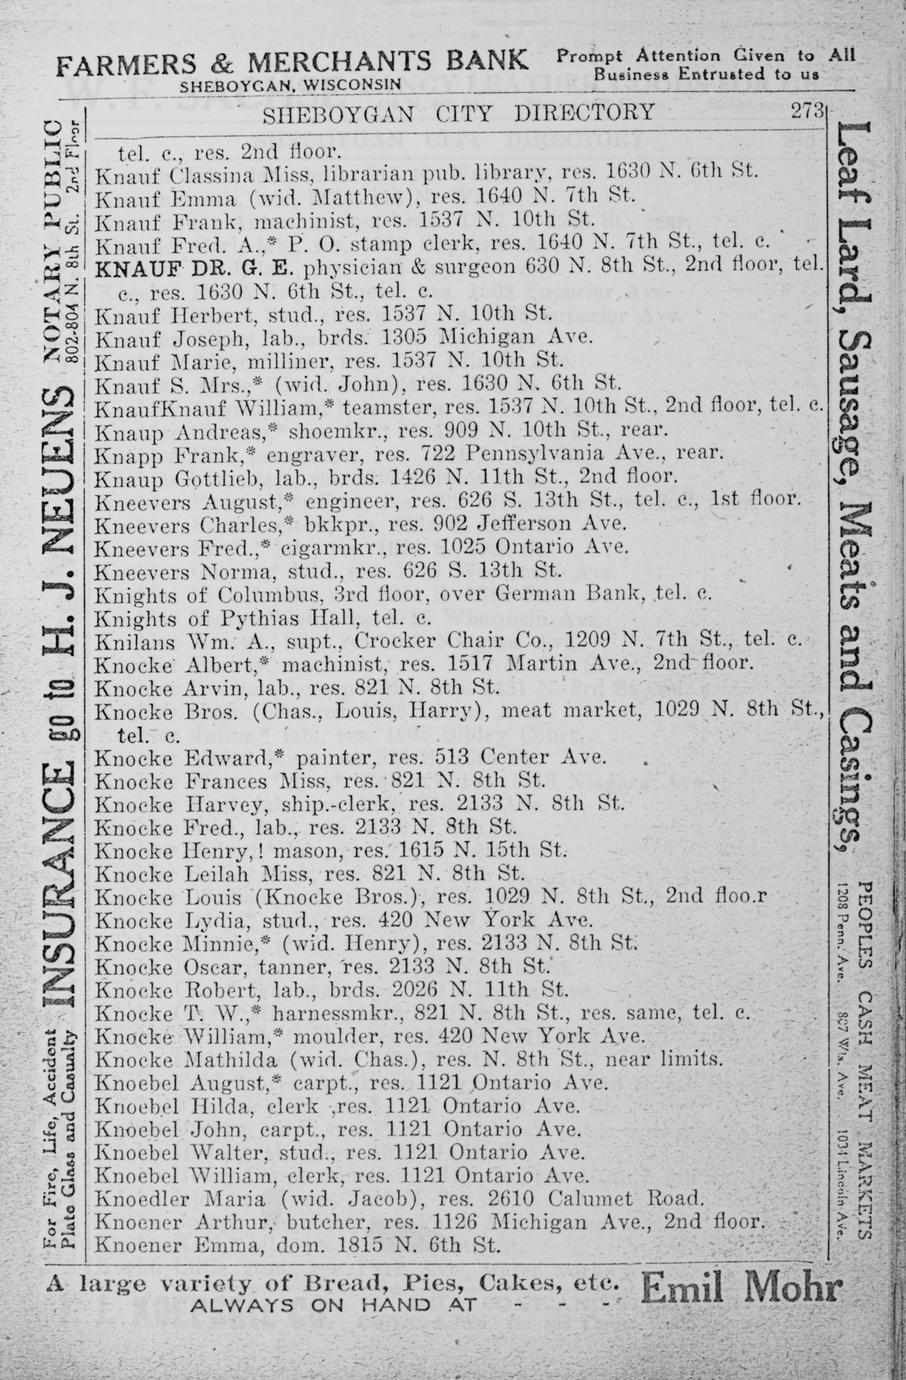 FARMERS & MERCHANTS BANK
SHEBOYGAN, WISCONSIN
Prompt Attention Given to All
Business Entrusted to us
SHEBOYGAN CITY DIRECTORY 273
tel. c., res. 2nd floor.
Knauf Classina Miss, librarian pub. library, res. 1630 N. 6th St.
Knauf Emma (wid. Matthew), res. 1640 N. 7th St.
Knauf Frank, machinist, res. 1537 N. 10th St.
Knauf Fred. A.,* P. O. stamp clerk, res. 1640 N. 7th St., tel. c.
KNAUF DR. G. E. physician & surgeon 630 N. 8th St., 2nd floor, tel.
c., res. 1630 N. 6th St., tel. c.
Knauf Herbert, stud., res. 1537 N. 10th St.
Knauf Joseph, lab., brds. 1305 Michigan Ave.
Knauf Marie, milliner, res. 1537 N. 10th St.
Knauf S. Mrs.,* (wid. John), res. 1630 N. 6th St.
KnaufKnauf William,* teamster, res. 1537 N. 10th St., 2nd floor, tel. c.
Knaup Andreas,* shoemkr., res. 909 N. 10th St., rear.
Knapp Frank,* engraver, res. 722 Pennsylvania Ave., rear.
Knaup Gottlieb, lab., brds. 1426 N. 11th St., 2nd floor.
Kneevers August,* engineer, res. 626 S. 13th St., tel. c., 1st floor.
Kneevers Charles,* bkkpr., res. 902 Jefferson Ave.
Kneevers Fred.,* cigarmkr., res. 1025 Ontario Ave.
Kneevers Norma, stud., res. 626 S. 13th St.
Knights of Columbus, 3rd floor, over German Bank, tel. c.
Knights of Pythias Hall, tel. c.
Knilans Wm. A., supt., Crocker Chair Co., 1209 N. 7th St., tel. c.
Knocke Albert,* machinist, res. 1517 Martin Ave., 2nd floor.
Knocke Arvin, lab., res. 821 N. 8th St.
Knocke Bros. (Chas., Louis, Harry), meat market, 1029 N. 8th St.,
tel. c.
Knocke Edward,* painter, res. 513 Center Ave.
Knocke Frances Miss, res. 821 N. 8th St.
Knocke Harvey, ship.-clerk, res. 2133 N. 8th St.
Knocke Fred., lab., res. 2133 N. 8th St.
Knocke Henry,! mason, res. 1615 N. 15th St.
Knocke Leilah Miss, res. 821 N. 8th St.
Knocke Louis (Knocke Bros.), res. 1029 N. 8th St., 2nd floo.r
Knocke Lydia, stud., res. 420 New York Ave.
Knocke Minnie,* (wid. Henry), res. 2133 N. 8th St.
Knocke Oscar, tanner, res. 2133 N. 8th St.
Knocke Robert, lab., brds. 2026 N. 11th St.
Knocke T. W.,* harnessmkr., 821 N. 8th St., res. same, tel. c.
Knocke William,* moulder, res. 420 New York Ave.
Knocke Mathilda (wid. Chas.), res. N. 8th St., near limits.
Knoebel August,* carpt., res. 1121 Ontario Ave.
Knoebel Hilda, clerk ,res. 1121 Ontario Ave.
Knoebel John, carpt., res. 1121 Ontario Ave.
Knoebel Walter, stud., res. 1121 Ontario Ave.
Knoebel William, clerk, res. 1121 Ontario Ave.
Knoedler Maria (wid. Jacob), res. 2610 Calumet Road.
Knoener Arthur, butcher, res. 1126 Michigan Ave., 2nd floor.
Knoener Emma, dom. 1815 N. 6th St.
For Fire, Life, Accident
Plate Glass and Casualty
INSURANCE go to H. J. NEUENS
NOTARY PUBLIC
802-804 N. 8th St. 2nd Floor
Leaf Lard, Sausage, Meats and Casings,
PEOPLES CASH MEAT MARKETS
1208 Penn. Ave. 807 Wis. Ave. 1034 Lincoln Ave.
A large variety of Bread, Pies, Cakes, etc.
ALWAYS ON HAND AT - - -
Emil Mohr